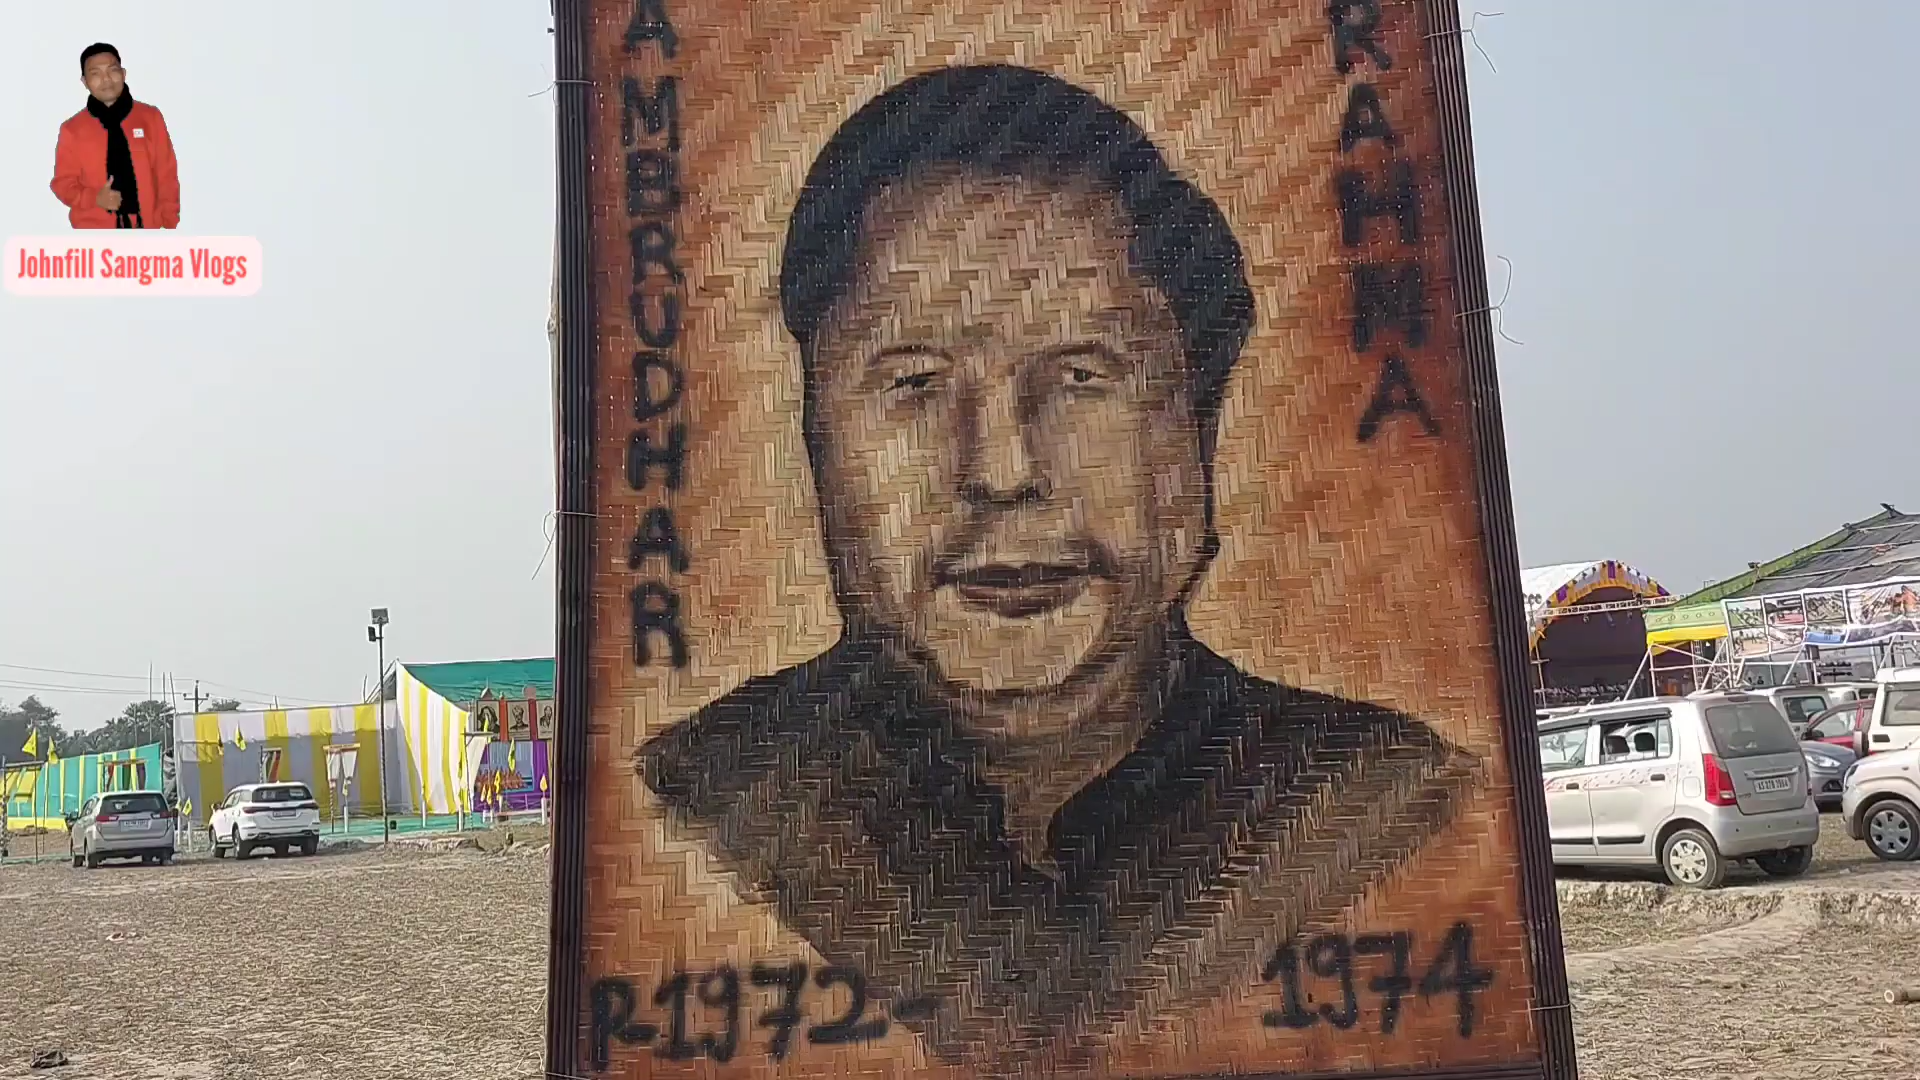 Johnfill Sangma Vlogs
AMBRUDHAR
RAHMA
R1972-
1974